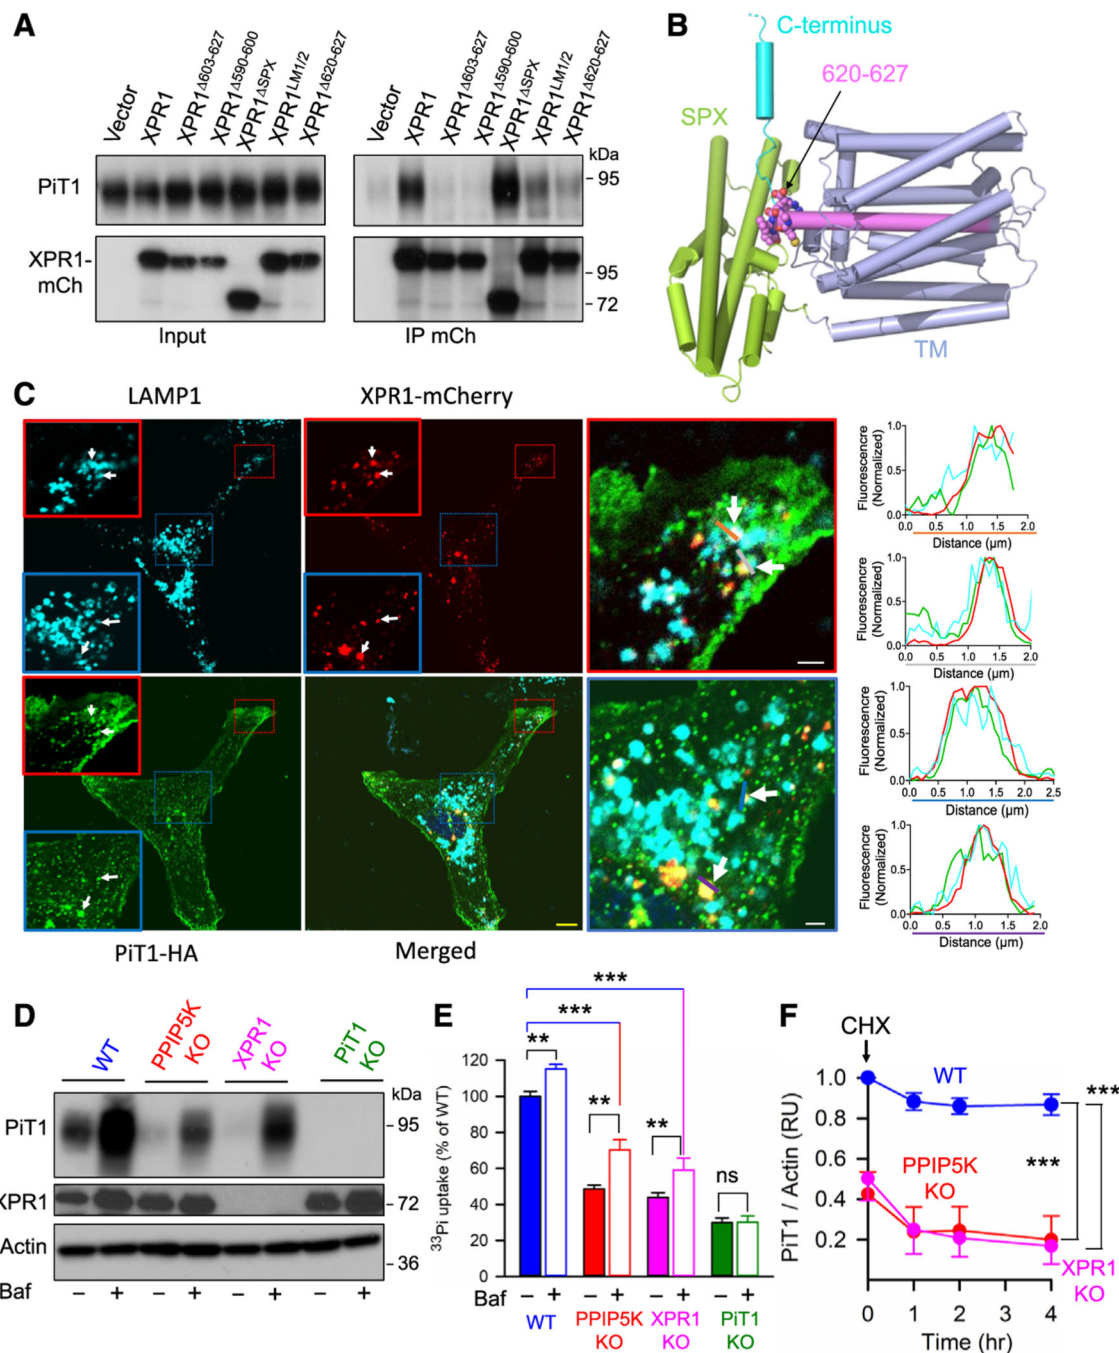 A
Vector
XPR1
XPR1Δ603-627
XPR1Δ590-600
XPR1ΔSPX
XPR1LM1/2
XPR1Δ620-627
Vector
XPR1
XPR1Δ603-627
XPR1Δ590-600
XPR1ΔSPX
XPR1LM1/2
XPR1Δ620-627
kDa
PiT1
95
XPR1-
mCh
95
72
Input
IP mCh
B
C-terminus
620-627
SPX
TM
C
LAMP1
XPR1-mCherry
PiT1-HA
Merged
Fluorescence
(Normalized)
1.0
0.5
0
0.0 0.5 1.0 1.5 2.0
Distance (µm)
Fluorescence
(Normalized)
1.0
0.5
0
0.0 0.5 1.0 1.5 2.0
Distance (µm)
Fluorescencre
(Normalized)
1.0
0.5
0
0.0 0.5 1.0 1.5 2.0 2.5
Distance (µm)
Fluorescence
(Normalized)
1.0
0.5
0
0.0 0.5 1.0 1.5 2.0
Distance (µm)
D
WT
PPIP5K
KO
XPR1
KO
PiT1
KO
kDa
PiT1
95
XPR1
72
Actin
36
Baf
– + – + – + – +
E
***
***
**
**
**
ns
33Pi uptake (% of WT)
120
100
80
60
40
20
0
Baf
– + – + – + – +
WT
PPIP5K
KO
XPR1
KO
PiT1
KO
F
CHX
WT
***
***
PPIP5K
KO
XPR1
KO
PiT1 / Actin (RU)
1.0
0.8
0.6
0.4
0.2
0 1 2 4
Time (hr)